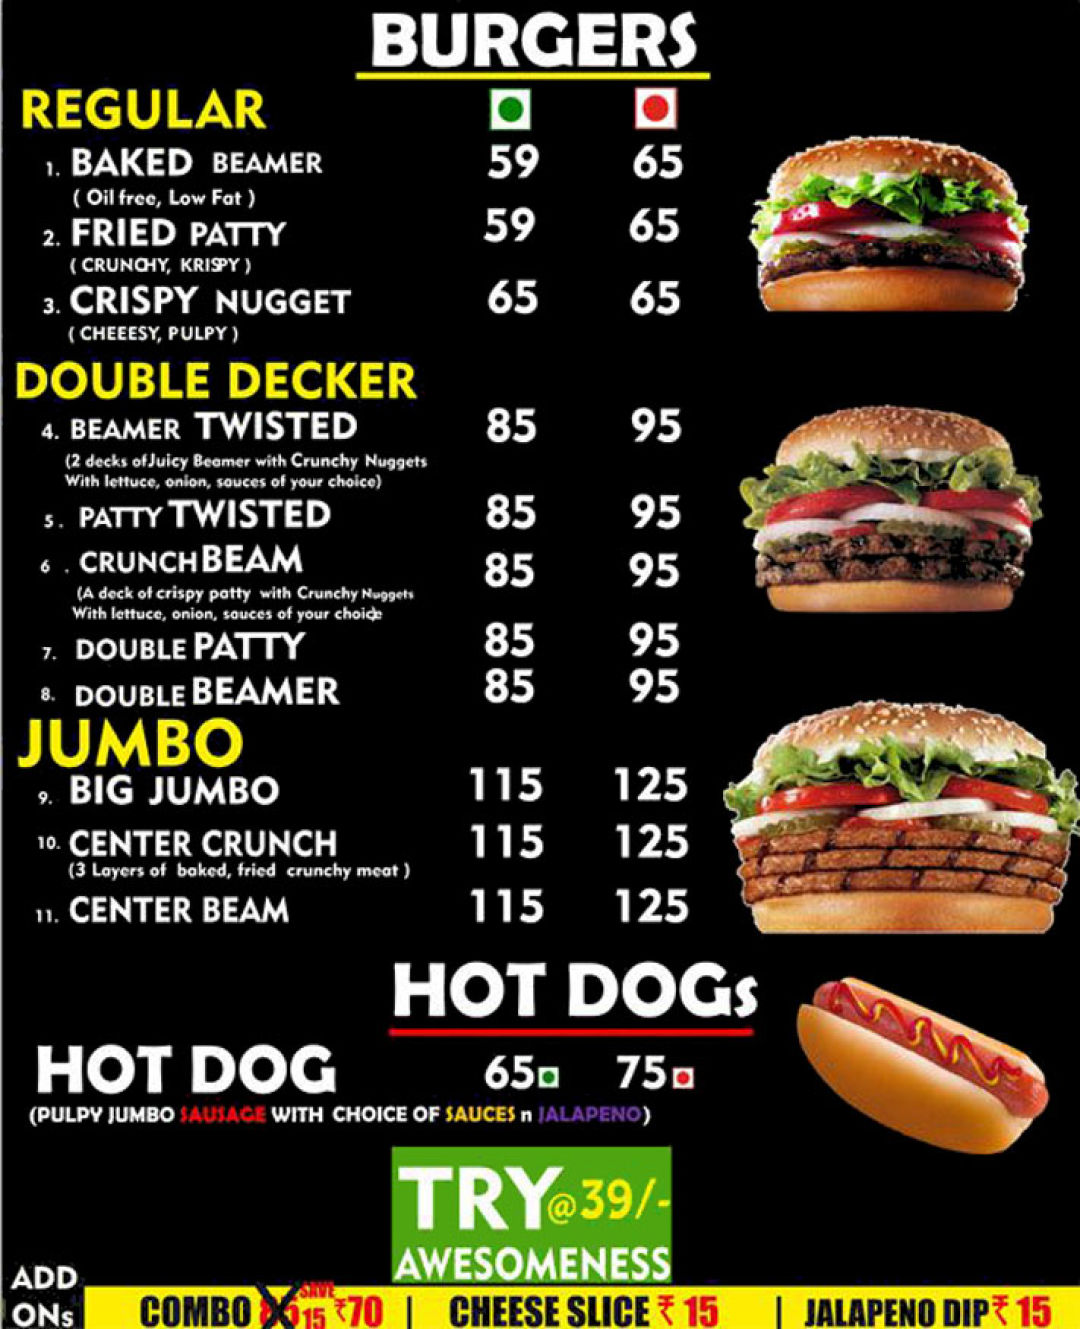 BURGERS
REGULAR
1. BAKED BEAMER 59 65
( Oil free, Low Fat )
2. FRIED PATTY 59 65
( CRUNCHY, KRISPY )
3. CRISPY NUGGET 65 65
( CHEEESY, PULPY )
DOUBLE DECKER
4. BEAMER TWISTED 85 95
(2 decks of Juicy Beamer with Crunchy Nuggets
With lettuce, onion, sauces of your choice)
5. PATTY TWISTED 85 95
6 . CRUNCH BEAM 85 95
(A deck of crispy patty with Crunchy Nuggets
With lettuce, onion, sauces of your choice
7. DOUBLE PATTY 85 95
8. DOUBLE BEAMER 85 95
JUMBO
9. BIG JUMBO 115 125
10. CENTER CRUNCH 115 125
(3 Layers of baked, fried crunchy meat )
11. CENTER BEAM 115 125
HOT DOGs
HOT DOG 65 75
(PULPY JUMBO SAUSAGE WITH CHOICE OF SAUCES n JALAPENO)
TRY@39/-
AWESOMENESS
ADD
ONs
COMBO SAVE 15 ₹70 | CHEESE SLICE ₹ 15 | JALAPENO DIP ₹ 15